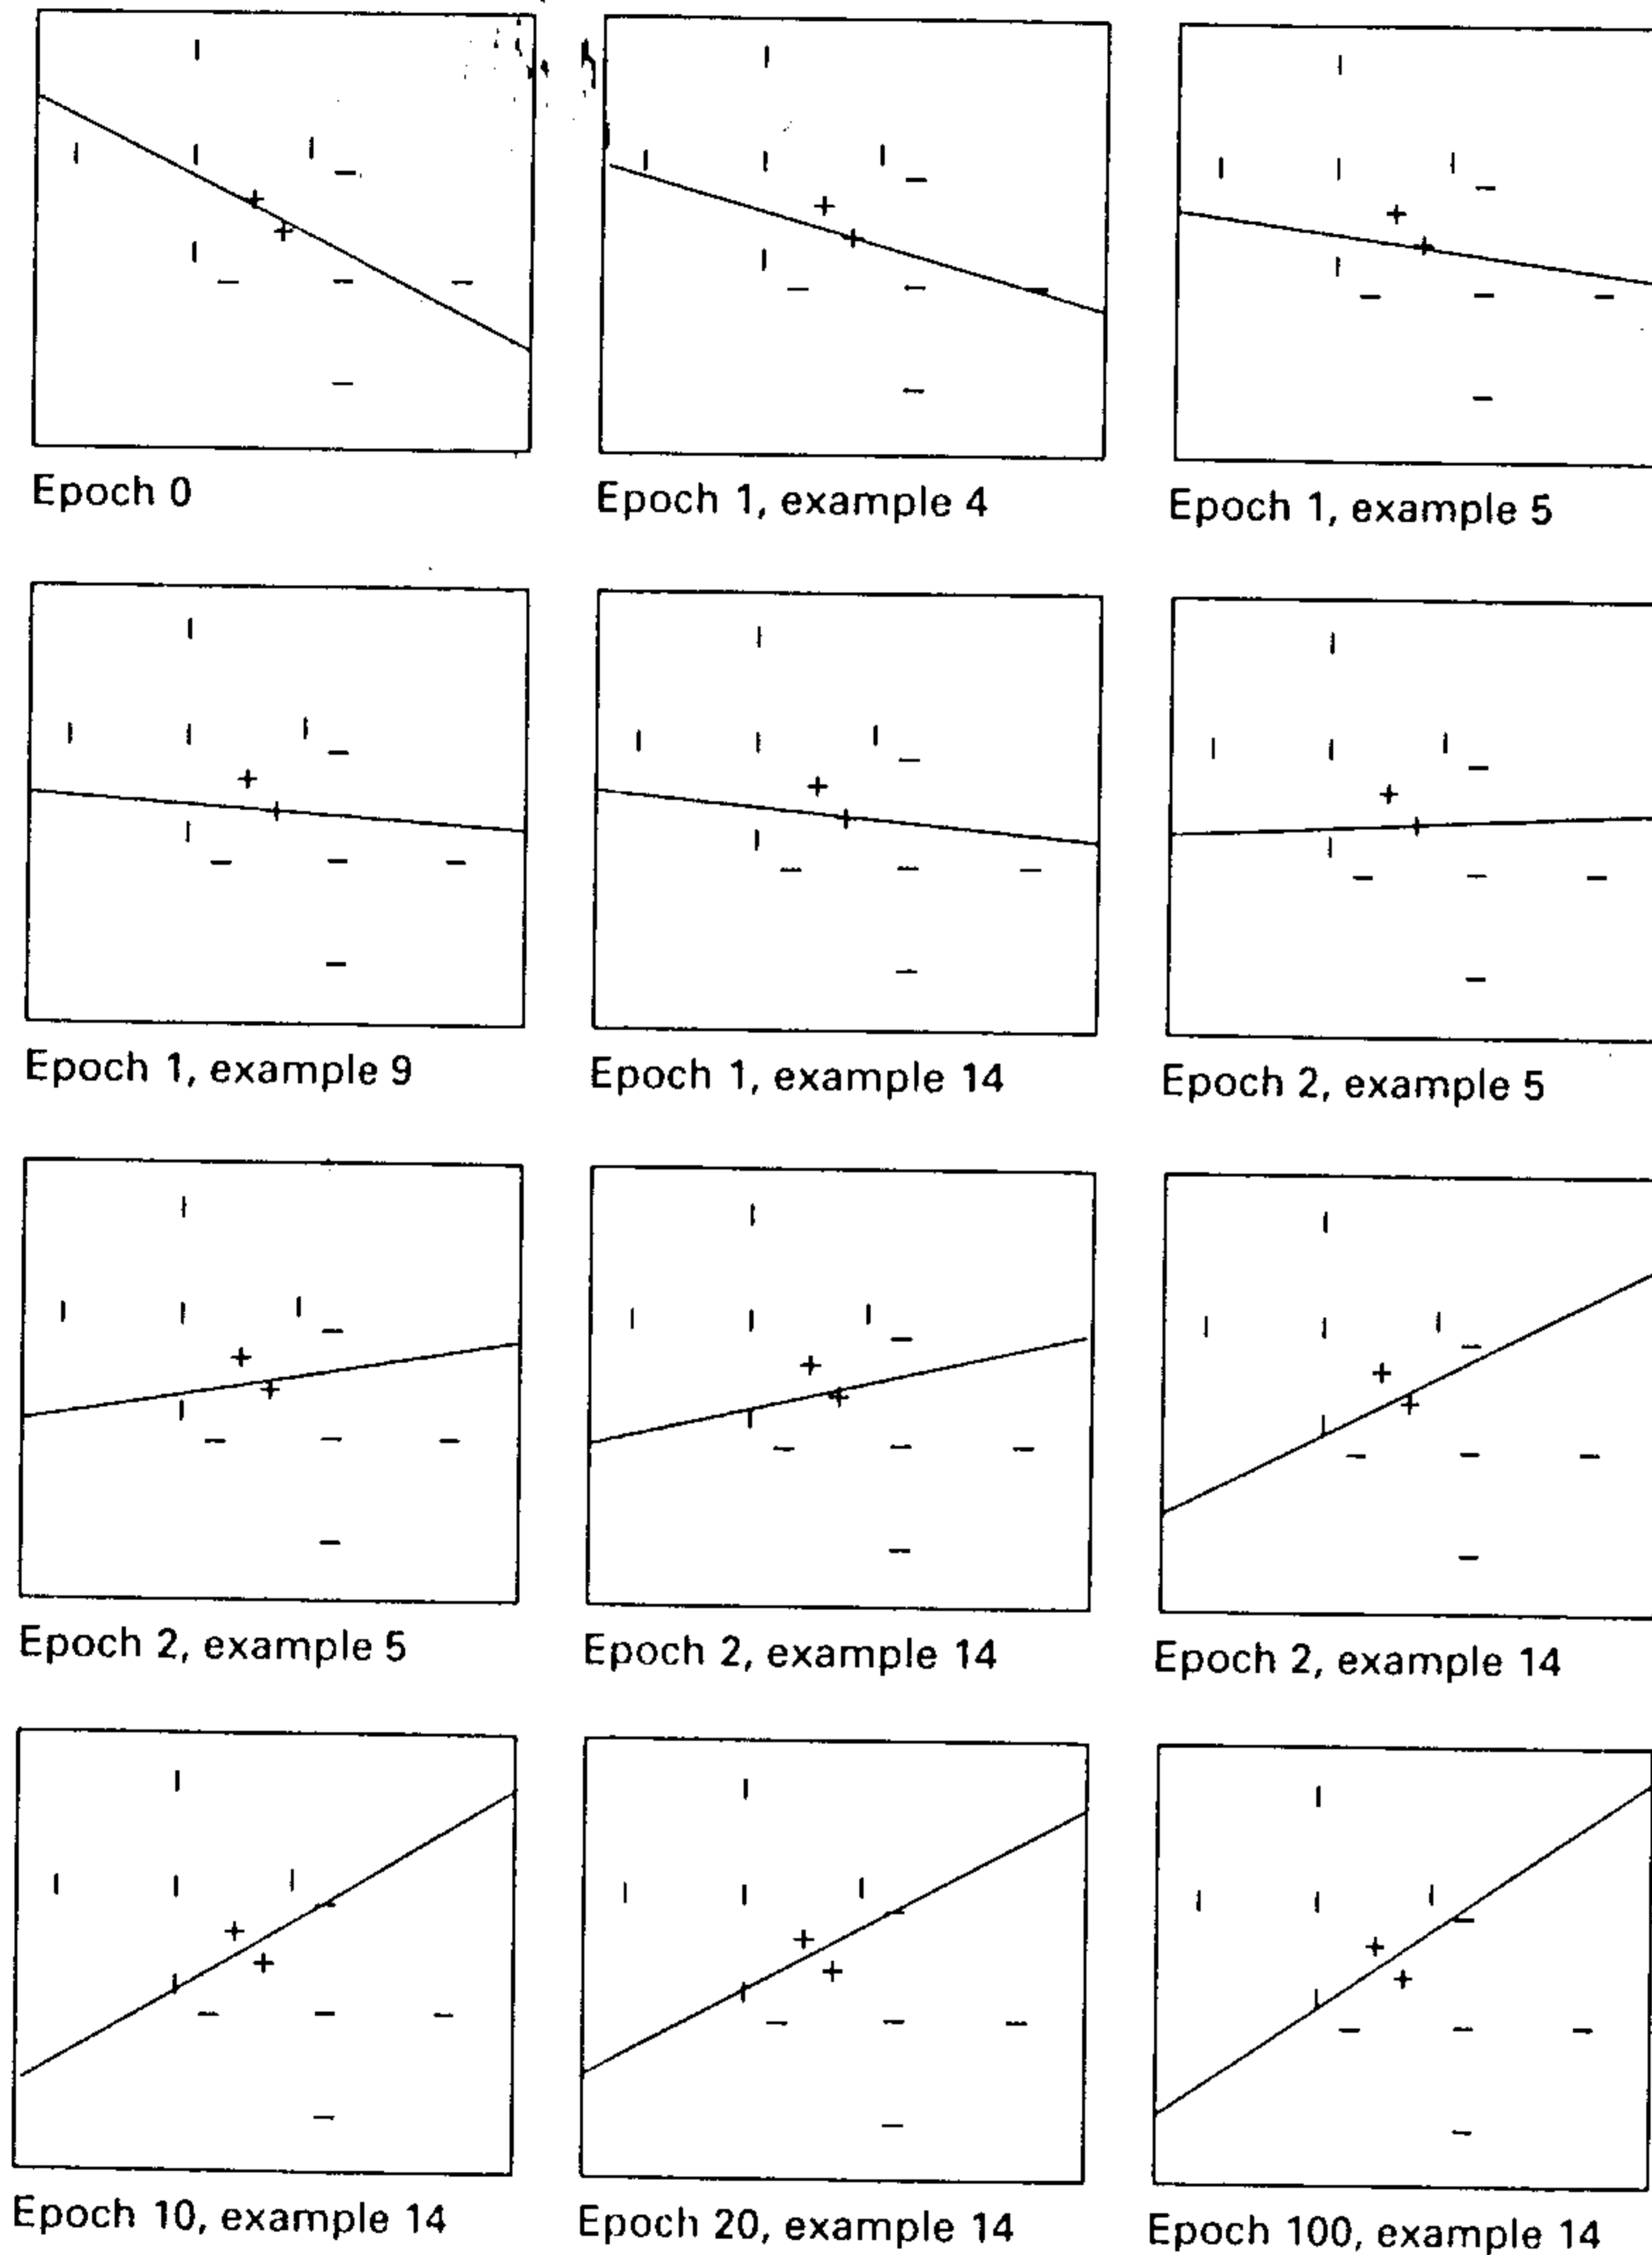 Epoch 0
Epoch 1, example 4
Epoch 1, example 5
Epoch 1, example 9
Epoch 1, example 14
Epoch 2, example 5
Epoch 2, example 5
Epoch 2, example 14
Epoch 2, example 14
Epoch 10, example 14
Epoch 20, example 14
Epoch 100, example 14